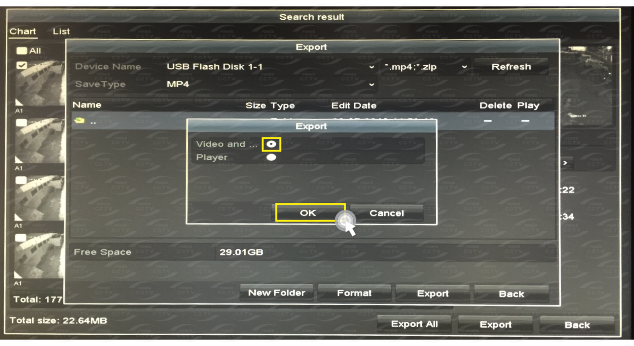 Search result
Chart List
All
Export
Device Name USB Flash Disk 1-1 *.mp4;*.zip Refresh
SaveType MP4
Name Size Type Edit Date Delete Play
..
Export
Video and ...
Player
OK Cancel
A1
A1
A1
A1
:22
:34
Free Space 29.01GB
New Folder Format Export Back
Total: 177
Total size: 22.64MB
Export All Export Back